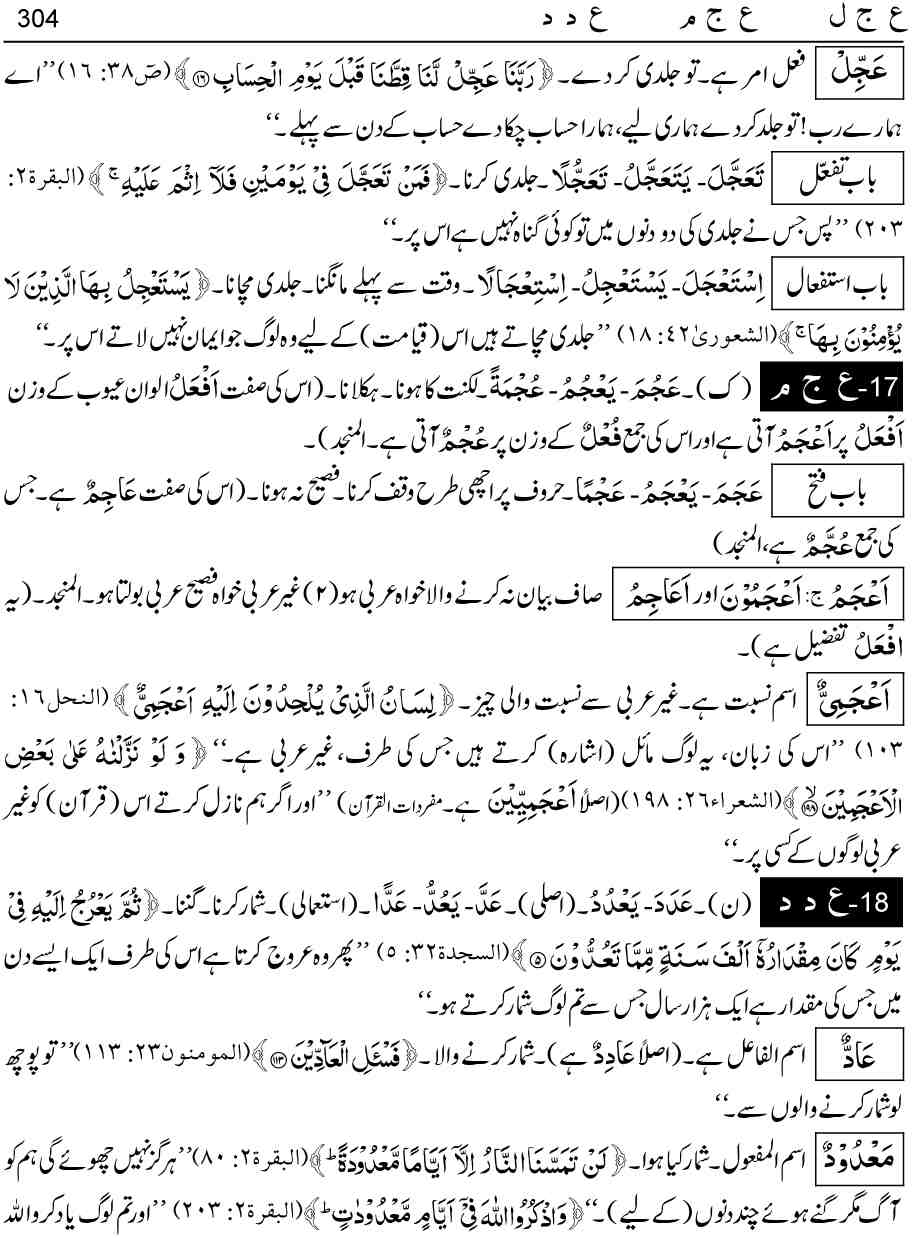 ع ج ل ع ج م ع د د 304
عَجِّلْ فعل امر ہے۔ تو جلدی کر دے۔ ﴿رَبَّنَا عَجِّلْ لَّنَا قِطَّنَا قَبْلَ يَوْمِ الْحِسَابِ ۝۱۶﴾ (صٓ ۳۸: ۱۶) ’’اے
ہمارے رب! تو جلد کر دے ہماری لیے، ہمارا حساب چکا دے حساب کے دن سے پہلے ۔‘‘
باب تفعّل تَعَجَّلَ۔ يَتَعَجَّلُ۔ تَعَجُّلًا۔ جلدی کرنا۔ ﴿فَمَنْ تَعَجَّلَ فِيْ يَوْمَيْنِ فَلَآ اِثْمَ عَلَيْهِ ۚ﴾ (البقرۃ ۲:
۲۰۳) ’’پس جس نے جلدی کی دو دنوں میں تو کوئی گناہ نہیں ہے اس پر۔‘‘
باب استفعال اِسْتَعْجَلَ۔ يَسْتَعْجِلُ۔ اِسْتِعْجَالًا۔ وقت سے پہلے مانگنا۔ جلدی مچانا۔ ﴿يَسْتَعْجِلُ بِهَا الَّذِيْنَ لَا
يُؤْمِنُوْنَ بِهَا ۚ﴾ (الشعوریٰ ۴۲: ۱۸) ’’جلدی مچاتے ہیں اس (قیامت) کے لیے وہ لوگ جو ایمان نہیں لاتے اس پر۔‘‘
17-ع ج م (ک)۔ عَجُمَ۔ يَعْجُمُ۔ عُجْمَةً۔ لکنت کا ہونا۔ ہکلانا۔ (اس کی صفت اَفْعَلُ الوان عیوب کے وزن
اَفْعَلُ پر اَعْجَمُ آتی ہے اور اس کی جمع فُعْلٌ کے وزن پر عُجْمٌ آتی ہے۔ المنجد)۔
باب فتح عَجَمَ۔ يَعْجَمُ۔ عَجْمًا۔ حروف پر اچھی طرح وقف کرنا۔ فصیح نہ ہونا۔ (اس کی صفت عَاجِمٌ ہے۔ جس
کی جمع عُجَّمٌ ہے، المنجد)
اَعْجَمُ ج: اَعْجَمُوْنَ اور اَعَاجِمُ صاف بیان نہ کرنے والا خواہ عربی ہو (۲) غیر عربی خواہ فصیح عربی بولتا ہو۔ المنجد۔ (یہ
افْعَلُ تفضیل ہے)۔
اَعْجَمِيٌّ اسم نسبت ہے۔ غیر عربی سے نسبت والی چیز۔ ﴿لِسَانُ الَّذِيْ يُلْحِدُوْنَ اِلَيْهِ اَعْجَمِيٌّ﴾ (النحل ۱۶:
۱۰۳) ’’اس کی زبان، یہ لوگ مائل (اشارہ) کرتے ہیں جس کی طرف، غیر عربی ہے۔‘‘ ﴿وَ لَوْ نَزَّلْنٰهُ عَلٰى بَعْضِ
الْاَعْجَمِيْنَ ۙ۝۱۹۸﴾ (الشعراء ۲۶: ۱۹۸) (اصلاً اَعْجَمِيِّيْنَ ہے۔ مفردات القرآن) ’’اور اگر ہم نازل کرتے اس (قرآن) کو غیر
عربی لوگوں کے کسی پر۔‘‘
18-ع د د (ن)۔ عَدَدَ۔ يَعْدُدُ۔ (اصلی)۔ عَدَّ۔ يَعُدُّ۔ عَدًّا۔ (استعمالی)۔ شمار کرنا۔ گننا۔ ﴿ثُمَّ يَعْرُجُ اِلَيْهِ فِيْ
يَوْمٍ كَانَ مِقْدَارُهٗٓ اَلْفَ سَنَةٍ مِّمَّا تَعُدُّوْنَ ۝۵﴾ (السجدۃ ۳۲: ۵) ’’پھر وہ عروج کرتا ہے اس کی طرف ایک ایسے دن
میں جس کی مقدار ہے ایک ہزار سال جس سے تم لوگ شمار کرتے ہو۔‘‘
عَادٌّ اسم الفاعل ہے۔ (اصلاً عَادِدٌ ہے)۔ شمار کرنے والا۔ ﴿فَسْـَٔلِ الْعَآدِّيْنَ ۝۱۱۳﴾ (المومنون ۲۳: ۱۱۳) ’’تو پوچھ
لو شمار کرنے والوں سے۔‘‘
مَعْدُوْدٌ اسم المفعول۔ شمار کیا ہوا۔ ﴿لَنْ تَمَسَّنَا النَّارُ اِلَّآ اَيَّامًا مَّعْدُوْدَةً ؕ﴾ (البقرۃ ۲: ۸۰) ’’ہرگز نہیں چھوئے گی ہم کو
آگ مگر گنے ہوئے چند دنوں (کے لیے)۔‘‘ ﴿وَاذْكُرُوا اللّٰهَ فِيْٓ اَيَّامٍ مَّعْدُوْدٰتٍ ؕ﴾ (البقرۃ ۲: ۲۰۳) ’’اور تم لوگ یاد کرو اللہ